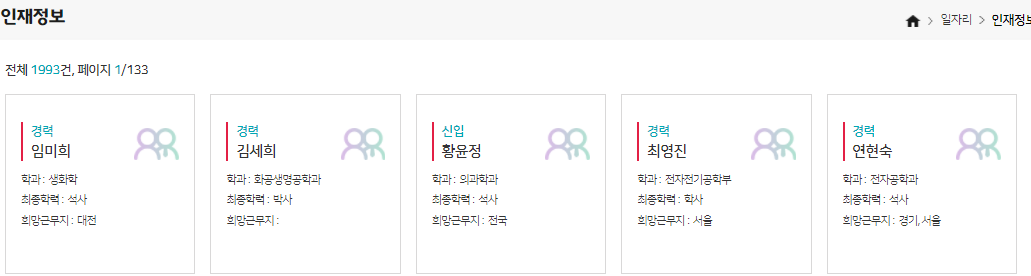 인재정보
> 일자리 > 인재정보
전체 1993건, 페이지 1/133
경력
임미희
학과 : 생화학
최종학력 : 석사
희망근무지 : 대전
경력
김세희
학과 : 화공생명공학과
최종학력 : 박사
희망근무지 :
신입
황윤정
학과 : 의과학과
최종학력 : 석사
희망근무지 : 전국
경력
최영진
학과 : 전자전기공학부
최종학력 : 학사
희망근무지 : 서울
경력
연현숙
학과 : 전자공학과
최종학력 : 석사
희망근무지 : 경기, 서울